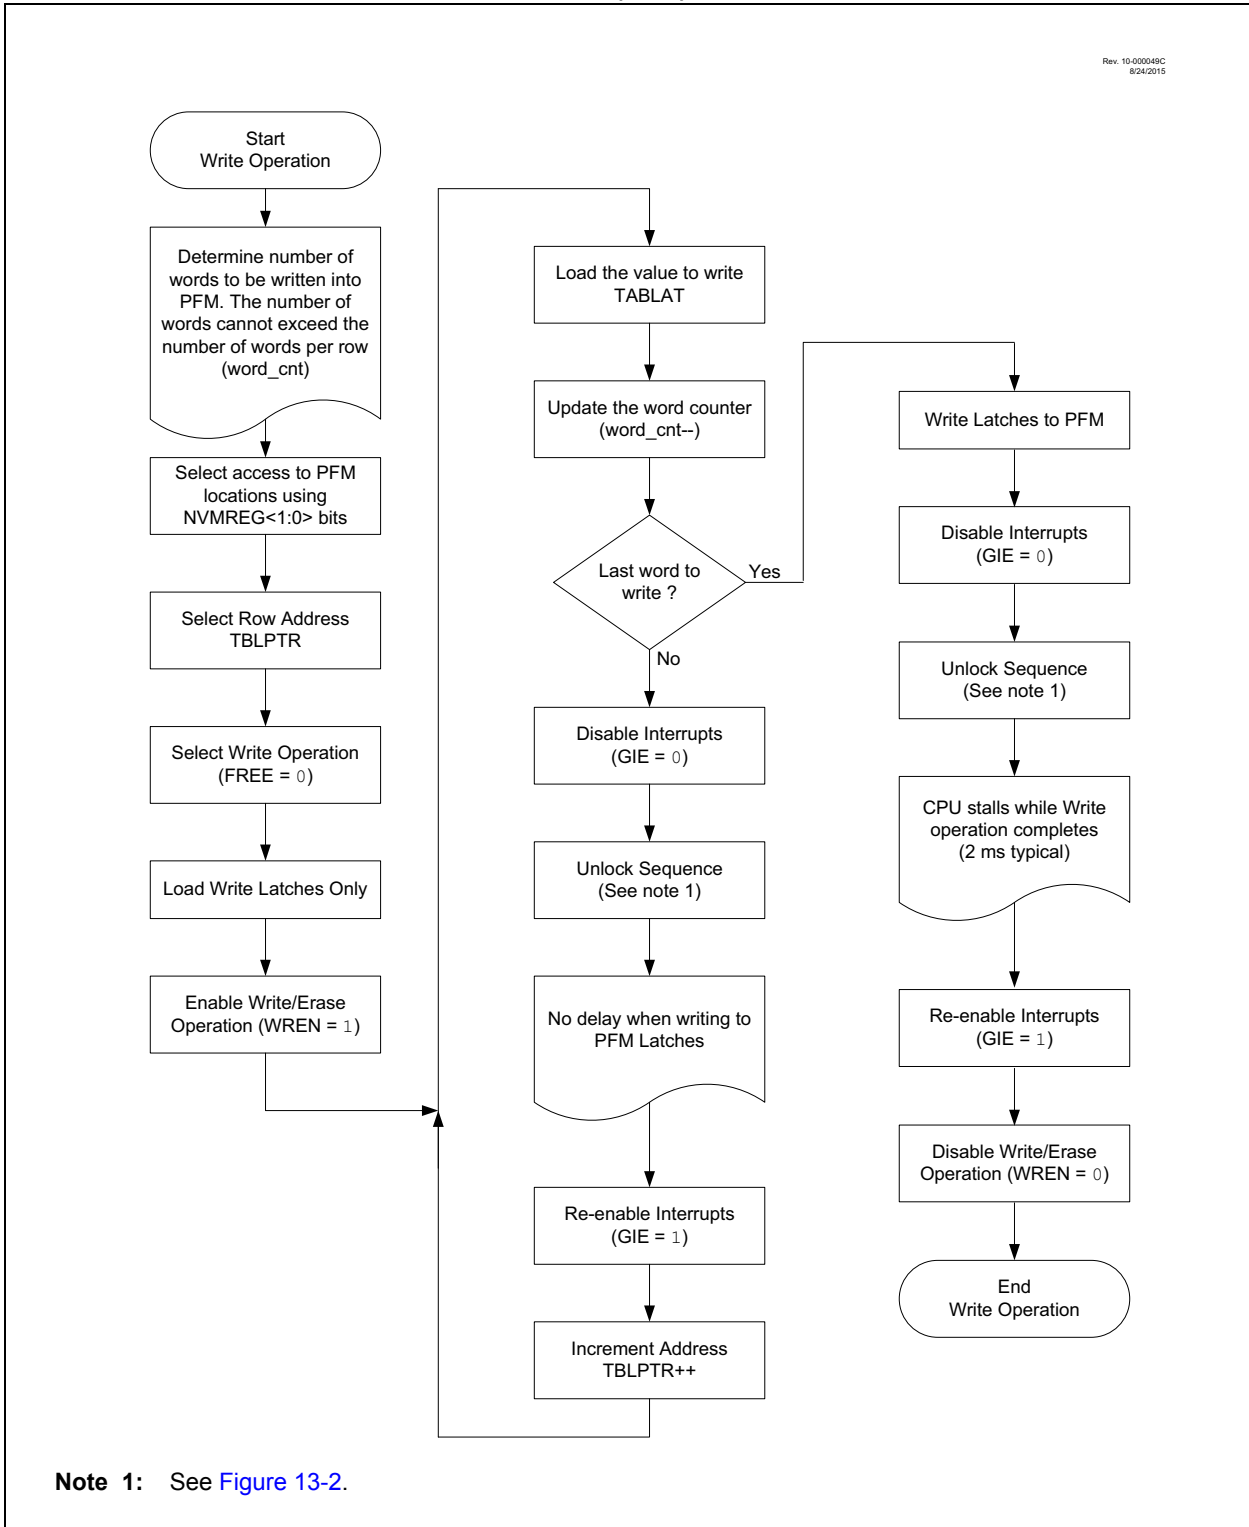 Rev. 10-000049C
8/24/2015
Start
Write Operation
Determine number of
words to be written into
PFM. The number of
words cannot exceed the
number of words per row
(word_cnt)
Select access to PFM
locations using
NVMREG<1:0> bits
Select Row Address
TBLPTR
Select Write Operation
(FREE = 0)
Load Write Latches Only
Enable Write/Erase
Operation (WREN = 1)
Load the value to write
TABLAT
Update the word counter
(word_cnt--)
Last word to
write ?
Yes
No
Disable Interrupts
(GIE = 0)
Unlock Sequence
(See note 1)
No delay when writing to
PFM Latches
Re-enable Interrupts
(GIE = 1)
Increment Address
TBLPTR++
Write Latches to PFM
Disable Interrupts
(GIE = 0)
Unlock Sequence
(See note 1)
CPU stalls while Write
operation completes
(2 ms typical)
Re-enable Interrupts
(GIE = 1)
Disable Write/Erase
Operation (WREN = 0)
End
Write Operation
Note 1: See Figure 13-2.